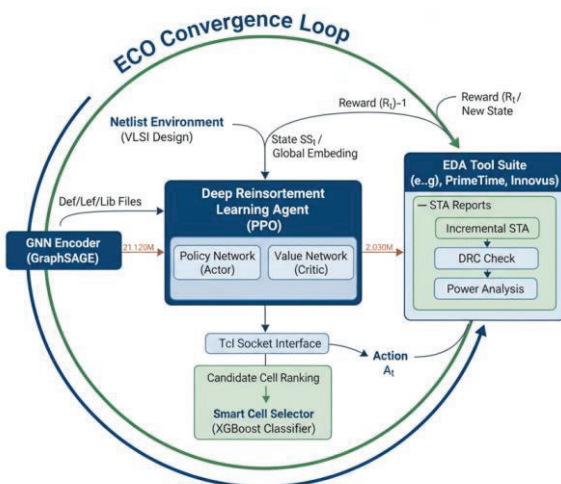 ECO Convergence Loop
Reward (Rₜ)-1
Reward (Rₜ/
New State
Netlist Environment
(VLSI Design)
State SSₜ/
Global Embeding
EDA Tool Suite
(e..g), PrimeTime, Innovus
Def/Lef/Lib Files
Deep Reinsortement
Learning Agent
(PPO)
— STA Reports
Incremental STA
GNN Encoder
(GraphSAGE)
21.120M
Policy Network
(Actor)
Value Network
(Critic)
2.030M
DRC Check
Power Analysis
Tcl Socket Interface
Action
Aₜ
Candidate Cell Ranking
Smart Cell Selector
(XGBoost Classifier)